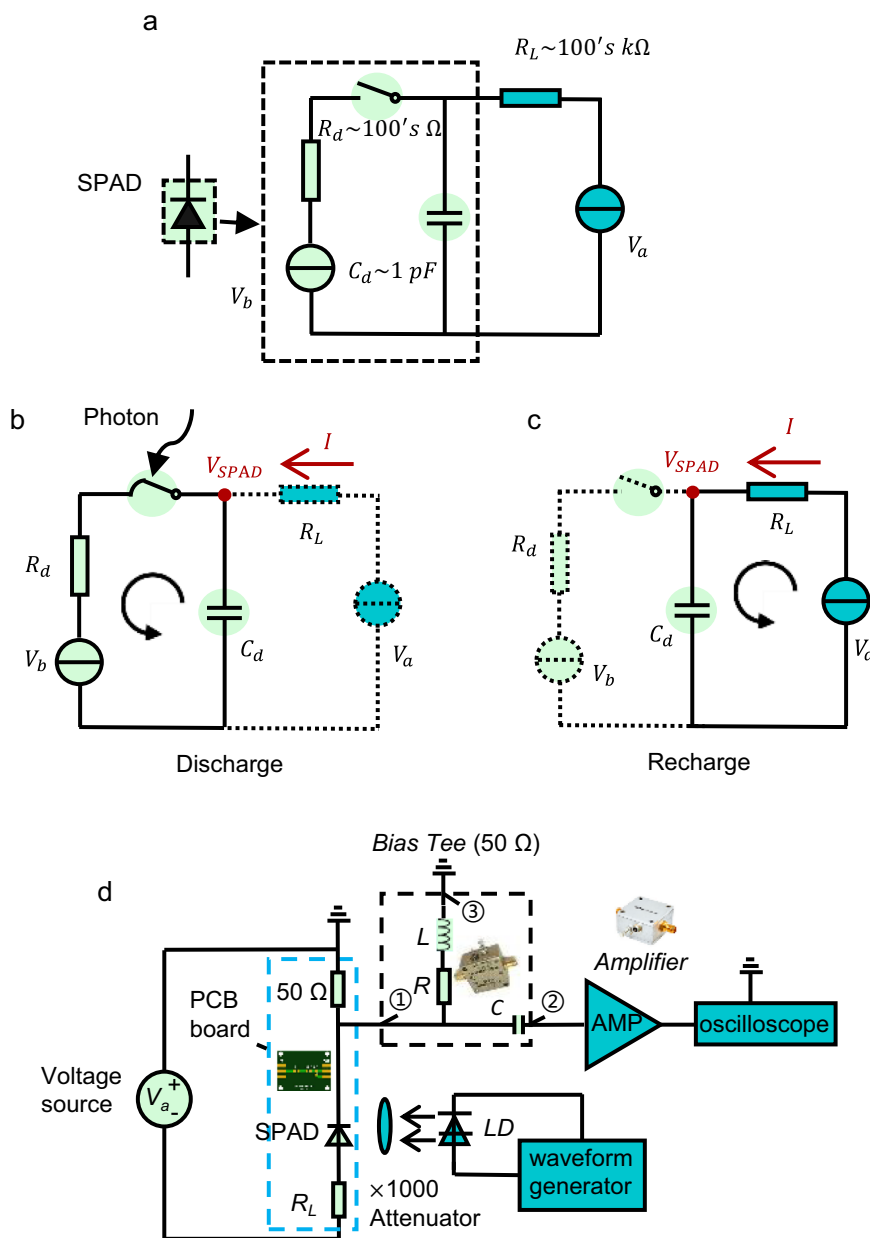 a
R_L~100's kΩ
R_d~100's Ω
SPAD
V_b
C_d~1 pF
V_a
b
Photon
V_SPAD
I
R_L
R_d
C_d
V_b
V_a
Discharge
c
V_SPAD
I
R_L
R_d
C_d
V_b
V_a
Recharge
d
Bias Tee (50 Ω)
③
L
R
①
C
②
Amplifier
AMP
oscilloscope
50 Ω
PCB
board
Voltage
source
V_a
+
-
SPAD
R_L
×1000
Attenuator
LD
waveform
generator